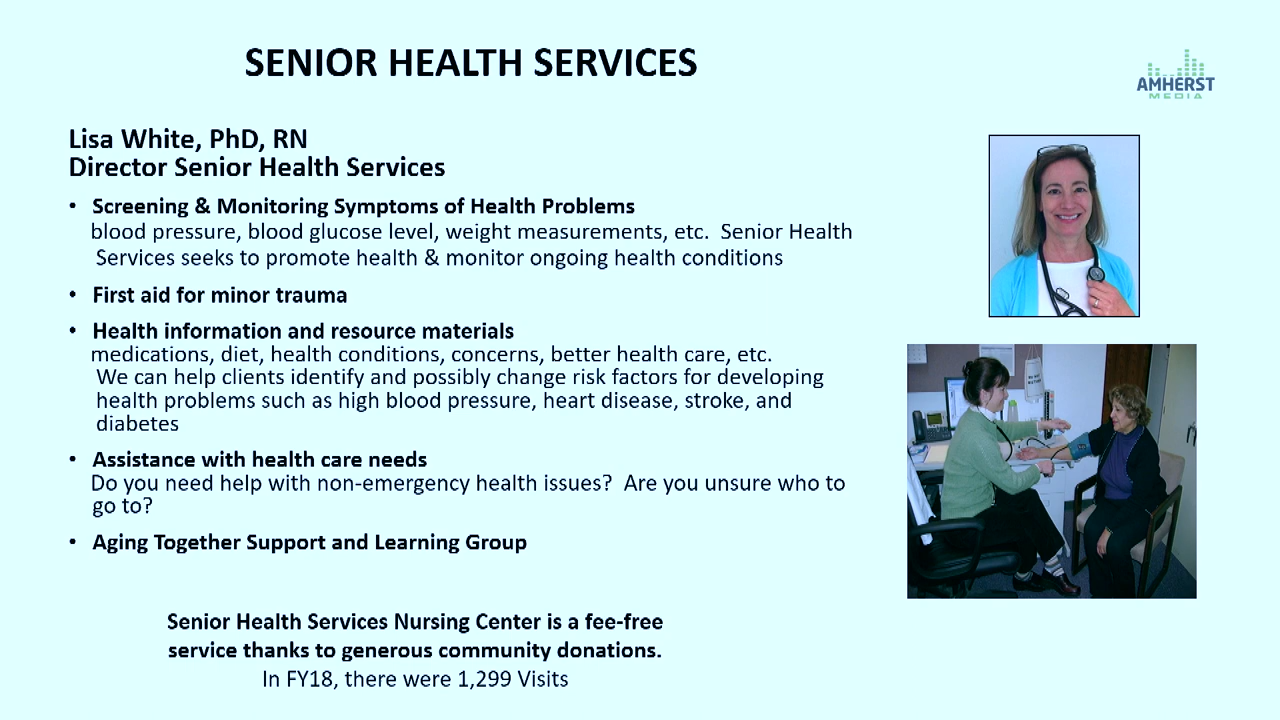 SENIOR HEALTH SERVICES
AMHERST
MEDIA
Lisa White, PhD, RN
Director Senior Health Services
• Screening & Monitoring Symptoms of Health Problems
blood pressure, blood glucose level, weight measurements, etc.  Senior Health
Services seeks to promote health & monitor ongoing health conditions
• First aid for minor trauma
• Health information and resource materials
medications, diet, health conditions, concerns, better health care, etc.
We can help clients identify and possibly change risk factors for developing
health problems such as high blood pressure, heart disease, stroke, and
diabetes
• Assistance with health care needs
Do you need help with non-emergency health issues?  Are you unsure who to
go to?
• Aging Together Support and Learning Group
Senior Health Services Nursing Center is a fee-free
service thanks to generous community donations.
In FY18, there were 1,299 Visits